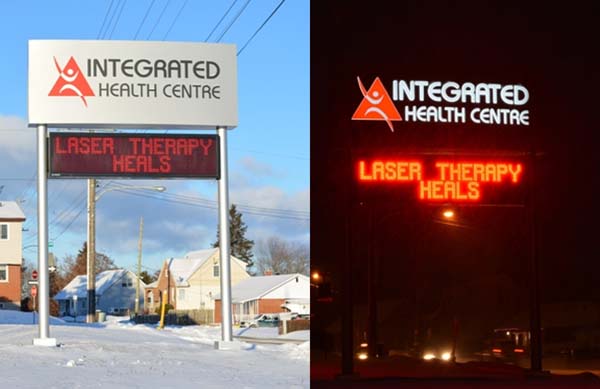 INTEGRATED
HEALTH CENTRE
LASER THERAPY
HEALS
INTEGRATED
HEALTH CENTRE
LASER THERAPY
HEALS